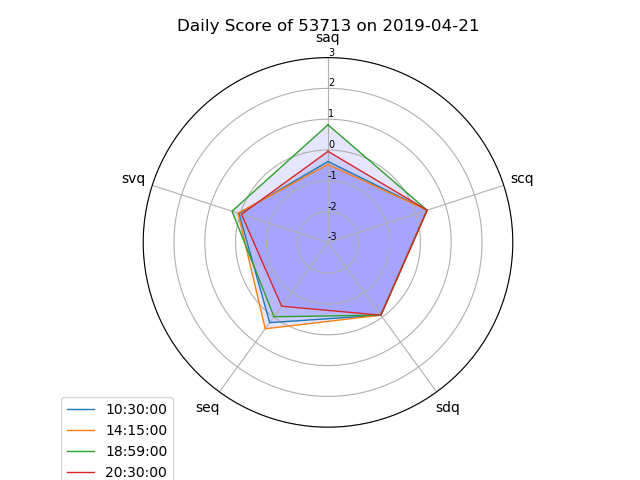 Daily Score of 53713 on 2019-04-21
saq
3
2
1
0
-1
-2
-3
svq
scq
seq
sdq
10:30:00
14:15:00
18:59:00
20:30:00